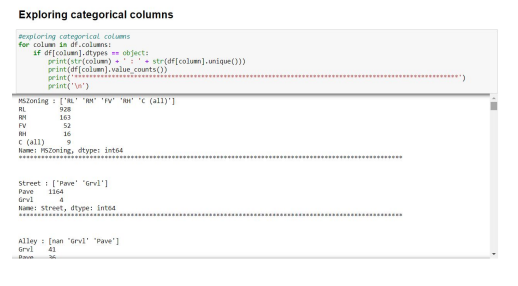 Exploring categorical columns
#exploring categorical columns
for column in df.columns:
if df[column].dtypes == object:
print(str(column) + ' : ' + str(df[column].unique()))
print(df[column].value_counts())
print('****************************************************************************************************')
print('\n')
MSZoning : ['RL' 'RM' 'FV' 'RH' 'C (all)']
RL 928
RM 163
FV 52
RH 16
C (all) 9
Name: MSZoning, dtype: int64
****************************************************************************************************
Street : ['Pave' 'Grvl']
Pave 1164
Grvl 4
Name: Street, dtype: int64
****************************************************************************************************
Alley : [nan 'Grvl' 'Pave']
Grvl 41
Pave 36